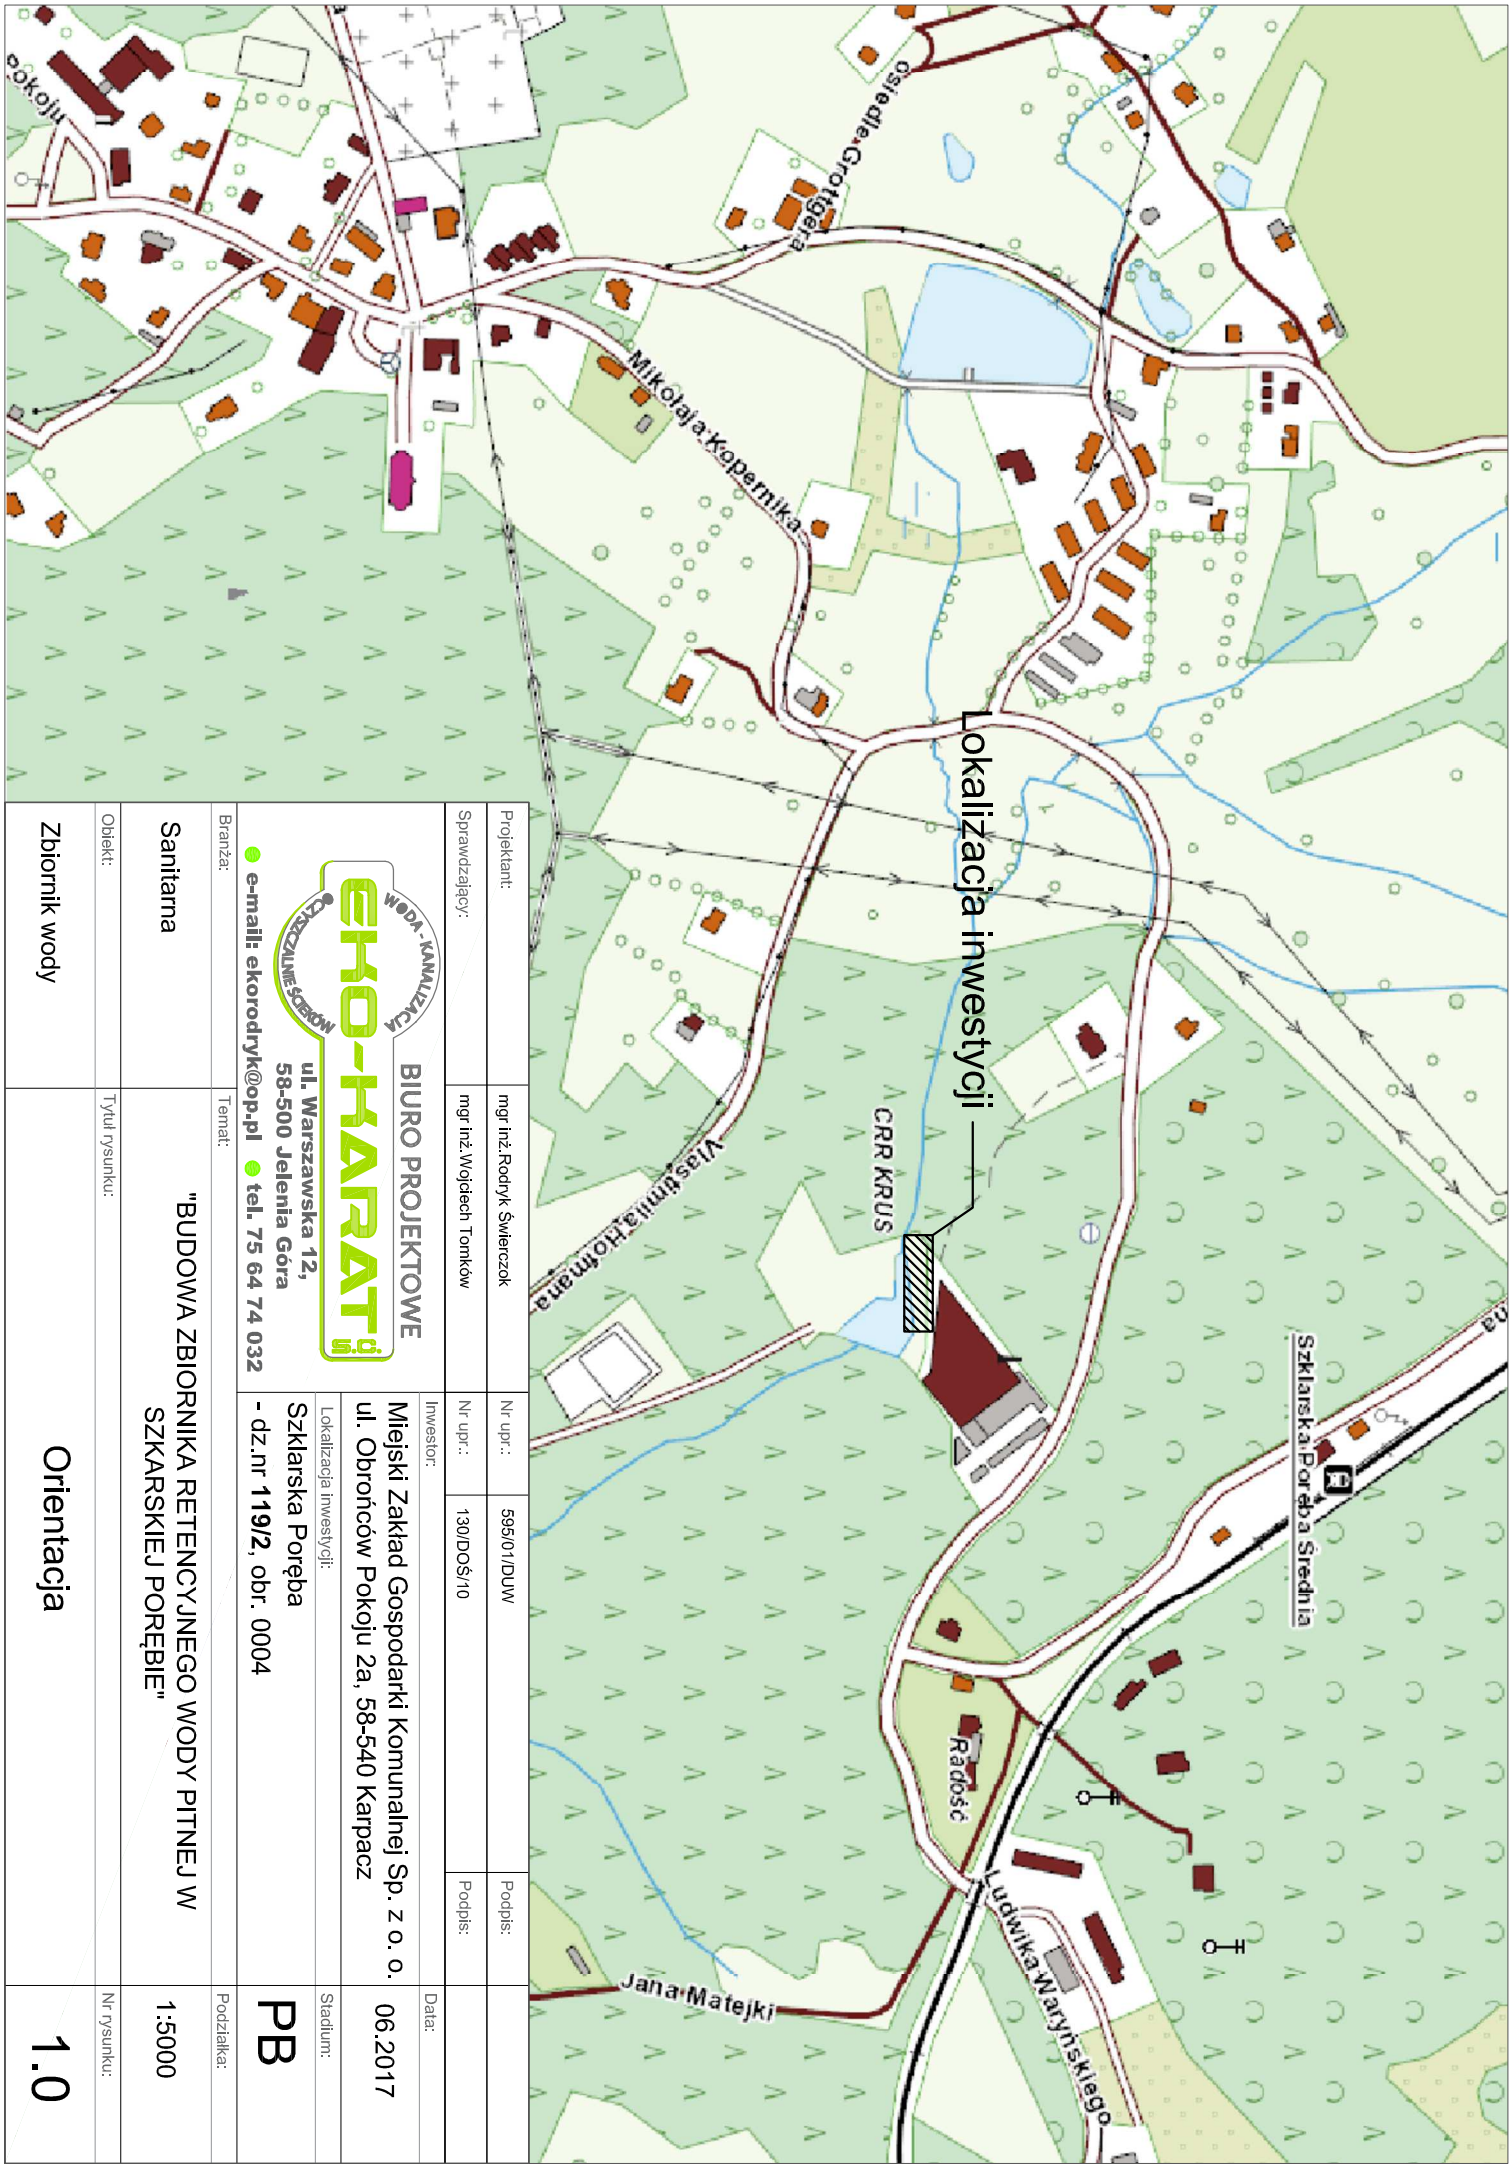 Pokoju
osiedle Grottgera
Mikołaja Kopernika
Lokalizacja inwestycji
CRR KRUS
Vlastimila Hofmana
Szklarska Poręba Średnia
na
Radość
Ludwika Waryńskiego
Jana Matejki
Projektant:
mgr inż.Rodryk Świerczok
Nr upr.:
595/01/DUW
Podpis:
Sprawdzający:
mgr inż.Wojciech Tomków
Nr upr.:
130/DOŚ/10
Podpis:
WODA - KANALIZACJA
EKO-KARAT s.c.
OCZYSZCZALNIE ŚCIEKÓW
BIURO PROJEKTOWE
ul. Warszawska 12,
58-500 Jelenia Góra
e-mail: ekorodryk@op.pl tel. 75 64 74 032
Inwestor:
Miejski Zakład Gospodarki Komunalnej Sp. z o. o.
ul. Obrońców Pokoju 2a, 58-540 Karpacz
Data:
06.2017
Lokalizacja inwestycji:
Szklarska Poręba
- dz.nr 119/2, obr. 0004
Stadium:
PB
Branża:
Sanitarna
Temat:
"BUDOWA ZBIORNIKA RETENCYJNEGO WODY PITNEJ W
SZKARSKIEJ PORĘBIE"
Podziałka:
1:5000
Obiekt:
Zbiornik wody
Tytuł rysunku:
Orientacja
Nr rysunku:
1.0